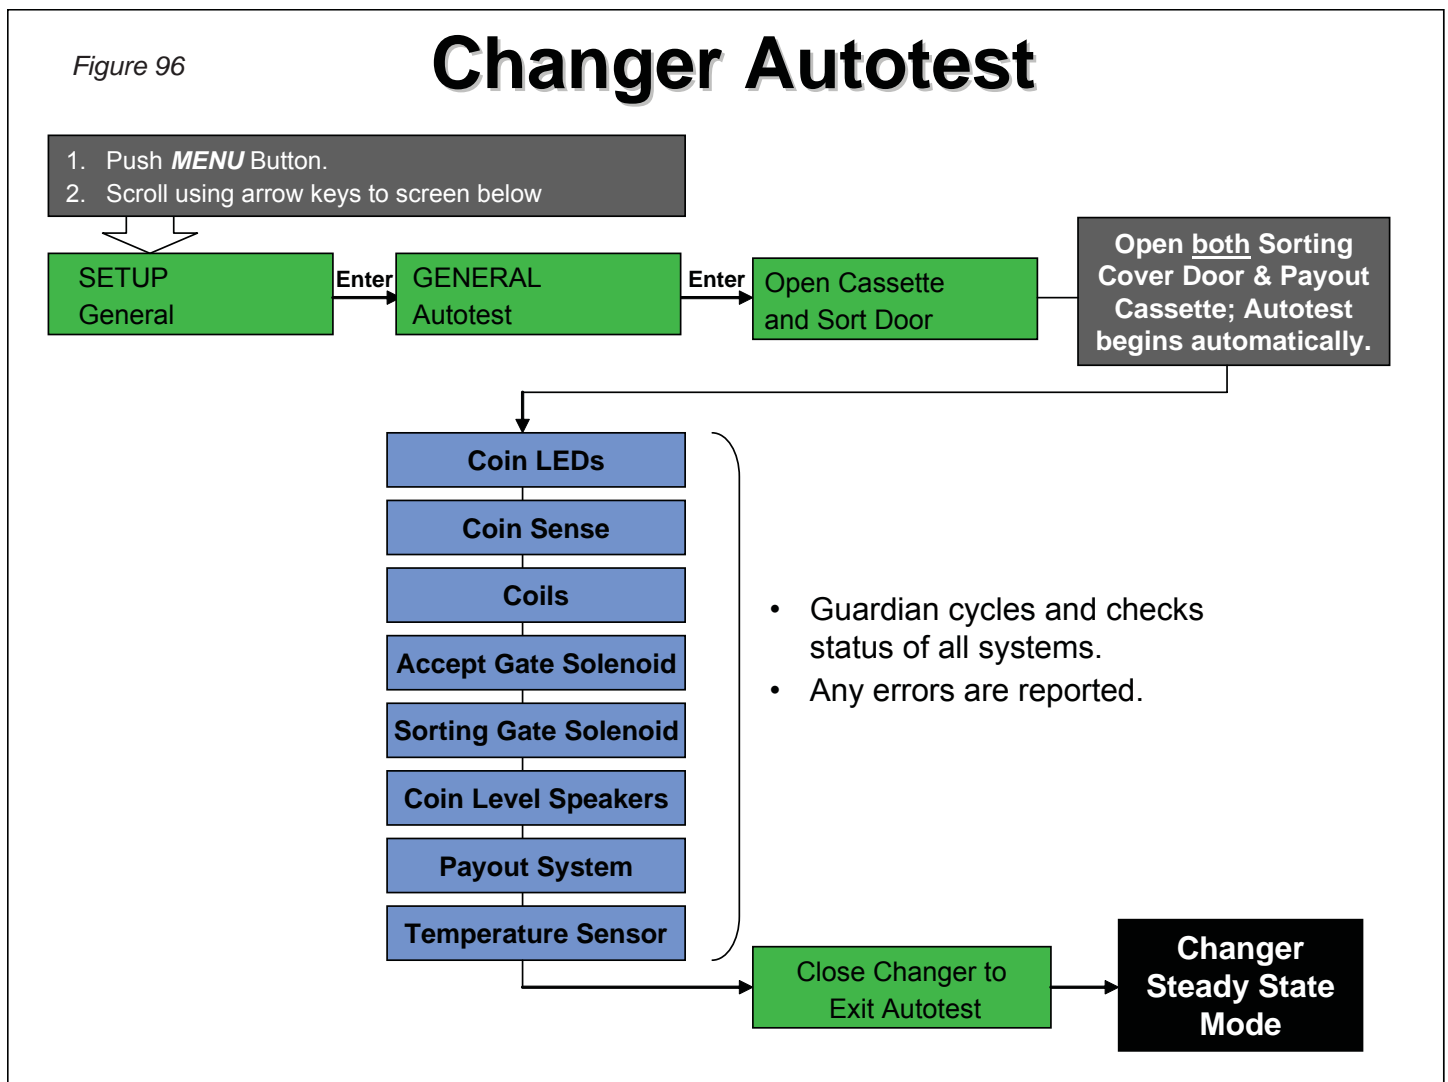 Figure 96
Changer Autotest
1. Push MENU Button.
2. Scroll using arrow keys to screen below
SETUP
General
Enter
GENERAL
Autotest
Enter
Open Cassette
and Sort Door
Open both Sorting
Cover Door & Payout
Cassette; Autotest
begins automatically.
Coin LEDs
Coin Sense
Coils
Accept Gate Solenoid
Sorting Gate Solenoid
Coin Level Speakers
Payout System
Temperature Sensor
• Guardian cycles and checks
status of all systems.
• Any errors are reported.
Close Changer to
Exit Autotest
Changer
Steady State
Mode